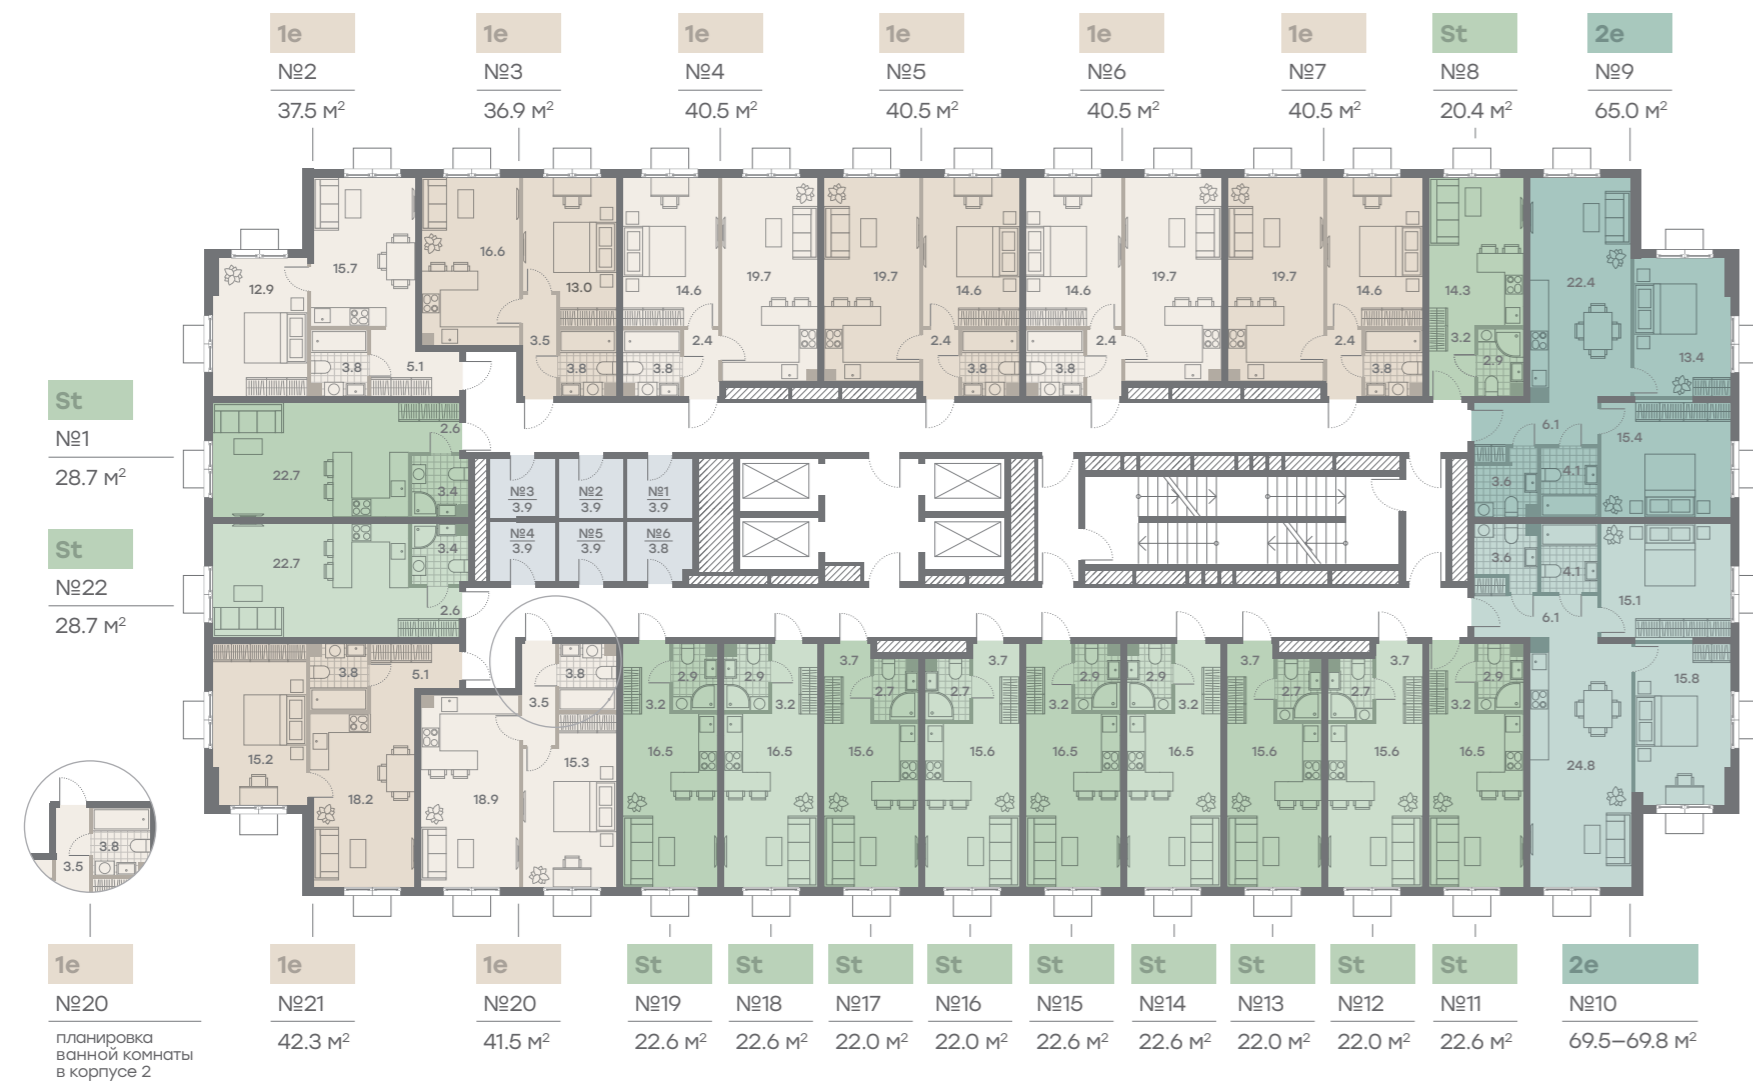 1e
№2
37.5 м²
1e
№3
36.9 м²
1e
№4
40.5 м²
1e
№5
40.5 м²
1e
№6
40.5 м²
1e
№7
40.5 м²
St
№8
20.4 м²
2e
№9
65.0 м²
12.9
15.7
3.8
5.1
16.6
13.0
3.5
3.8
14.6
19.7
2.4
3.8
19.7
14.6
2.4
3.8
14.6
19.7
2.4
3.8
19.7
14.6
2.4
3.8
14.3
3.2
2.9
22.4
13.4
6.1
15.4
3.6
4.1
St
№1
28.7 м²
22.7
2.6
3.4
St
№22
28.7 м²
22.7
3.4
2.6
№3
3.9
№2
3.9
№1
3.9
№4
3.9
№5
3.9
№6
3.8
3.6
4.1
15.1
6.1
15.8
24.8
3.8
5.1
15.2
18.2
3.5
3.8
18.9
15.3
2.9
3.2
16.5
2.9
3.2
16.5
3.7
2.7
15.6
3.7
2.7
15.6
2.9
3.2
16.5
2.9
3.2
16.5
3.7
2.7
15.6
3.7
2.7
15.6
2.9
3.2
16.5
3.8
3.5
1e
№20
планировка
ванной комнаты
в корпусе 2
1e
№21
42.3 м²
1e
№20
41.5 м²
St
№19
22.6 м²
St
№18
22.6 м²
St
№17
22.0 м²
St
№16
22.0 м²
St
№15
22.6 м²
St
№14
22.6 м²
St
№13
22.0 м²
St
№12
22.0 м²
St
№11
22.6 м²
2e
№10
69.5–69.8 м²